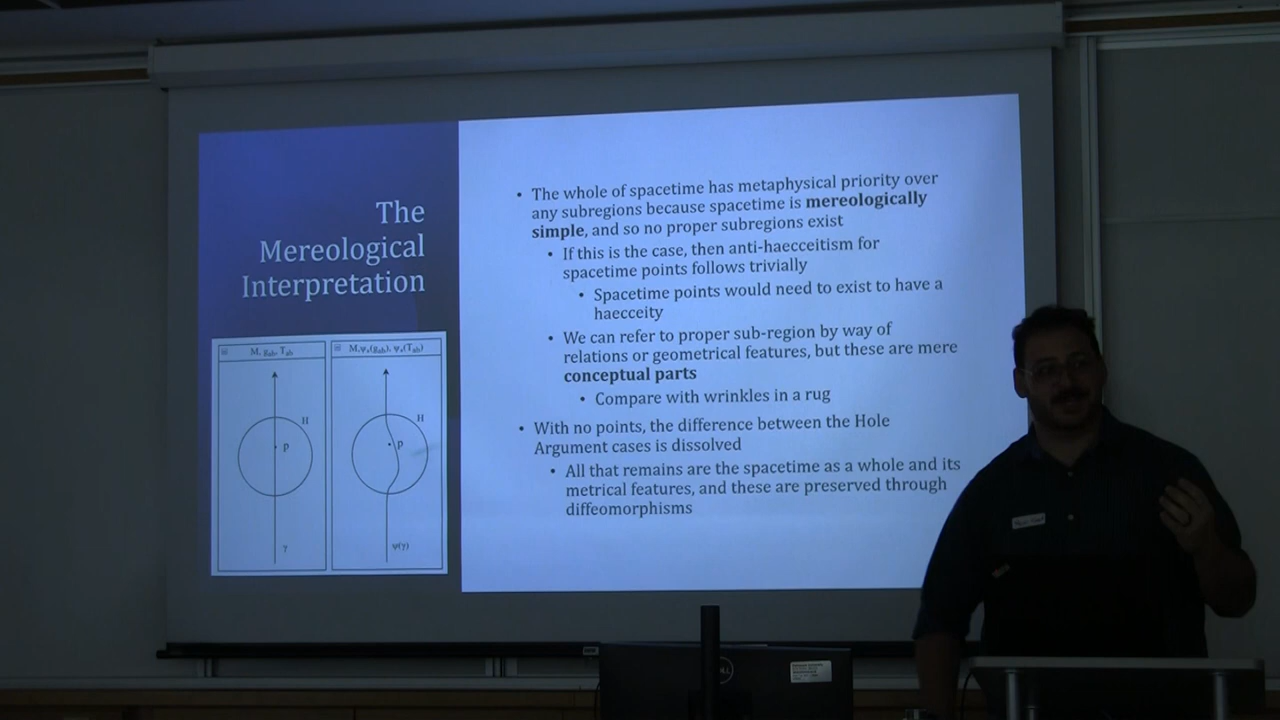 The
Mereological
Interpretation
M, gab, Tab
H
p
γ
M,ψ*(gab), ψ*(Tab)
H
p
ψ(γ)
• The whole of spacetime has metaphysical priority over
any subregions because spacetime is mereologically
simple, and so no proper subregions exist
• If this is the case, then anti-haecceitism for
spacetime points follows trivially
• Spacetime points would need to exist to have a
haecceity
• We can refer to proper sub-region by way of
relations or geometrical features, but these are mere
conceptual parts
• Compare with wrinkles in a rug
• With no points, the difference between the Hole
Argument cases is dissolved
• All that remains are the spacetime as a whole and its
metrical features, and these are preserved through
diffeomorphisms
DELL